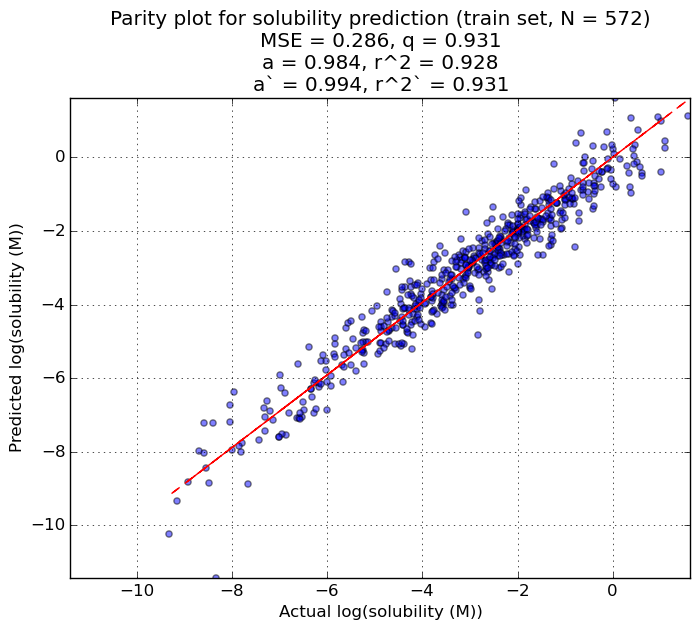 Parity plot for solubility prediction (train set, N = 572)
MSE = 0.286, q = 0.931
a = 0.984, r^2 = 0.928
a` = 0.994, r^2` = 0.931
0
−2
−4
−6
−8
−10
Predicted log(solubility (M))
−10 −8 −6 −4 −2 0
Actual log(solubility (M))